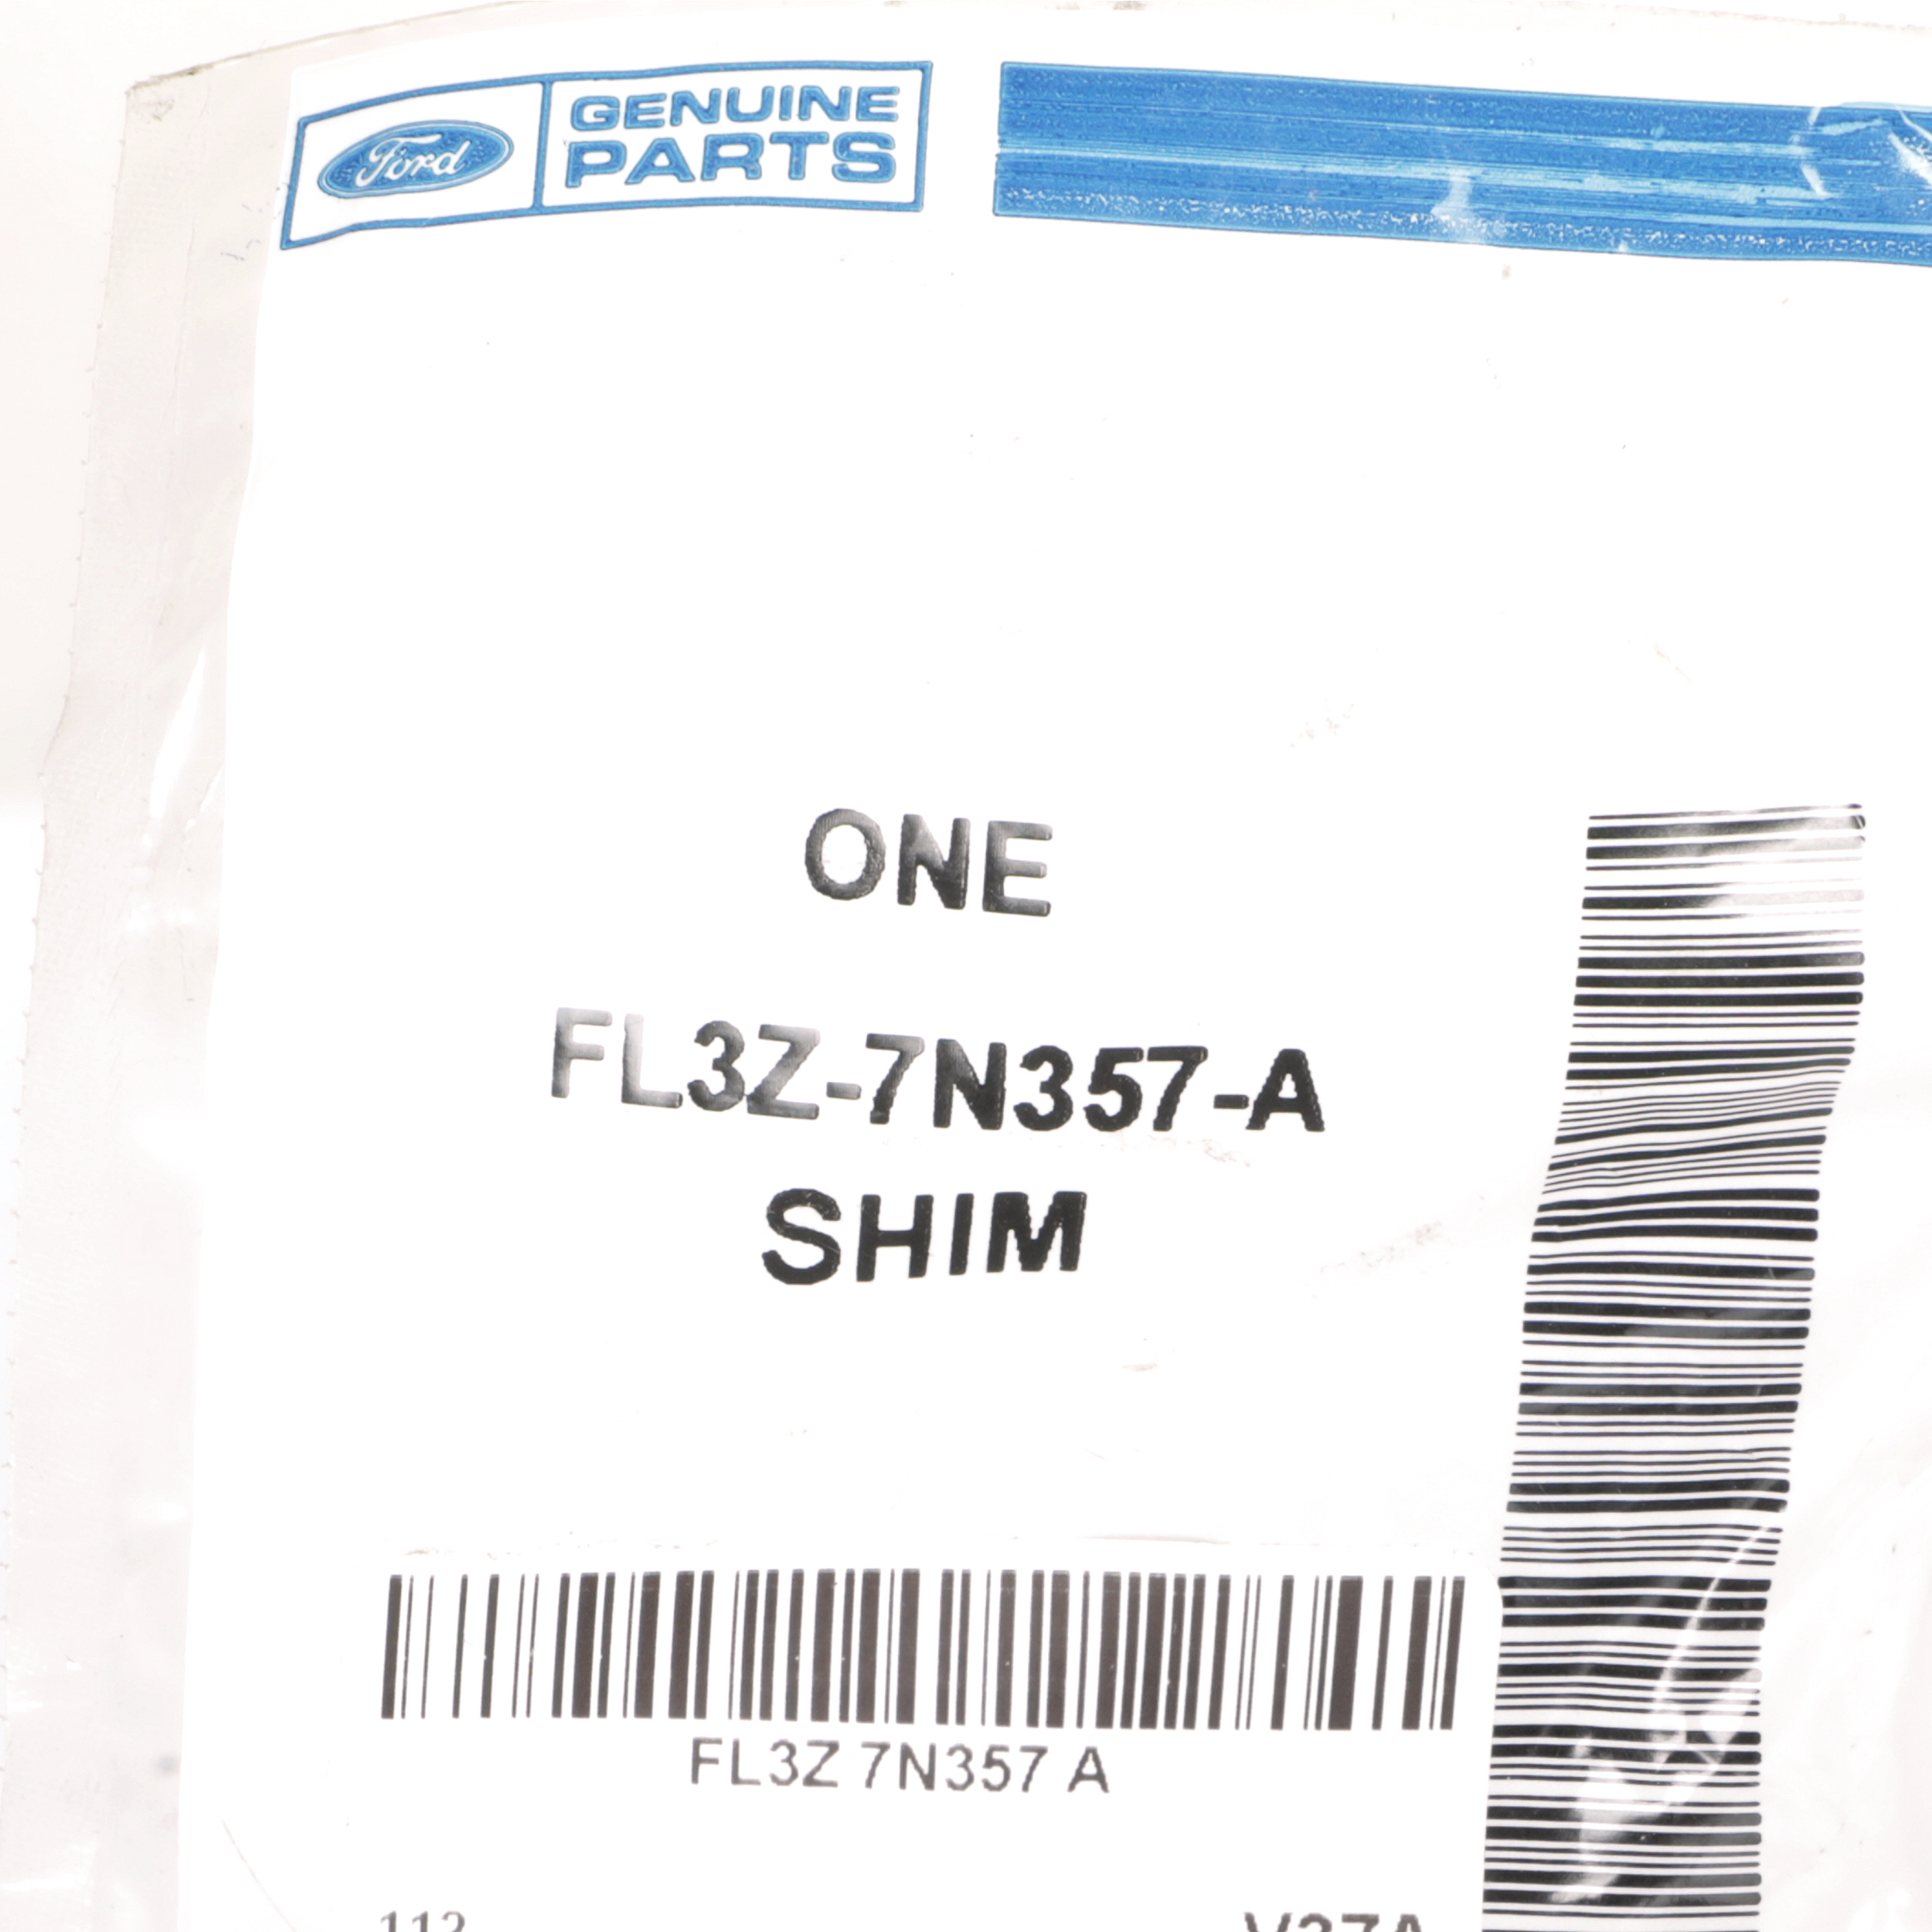 Ford
GENUINE
PARTS
ONE
FL3Z-7N357-A
SHIM
FL3Z 7N357 A